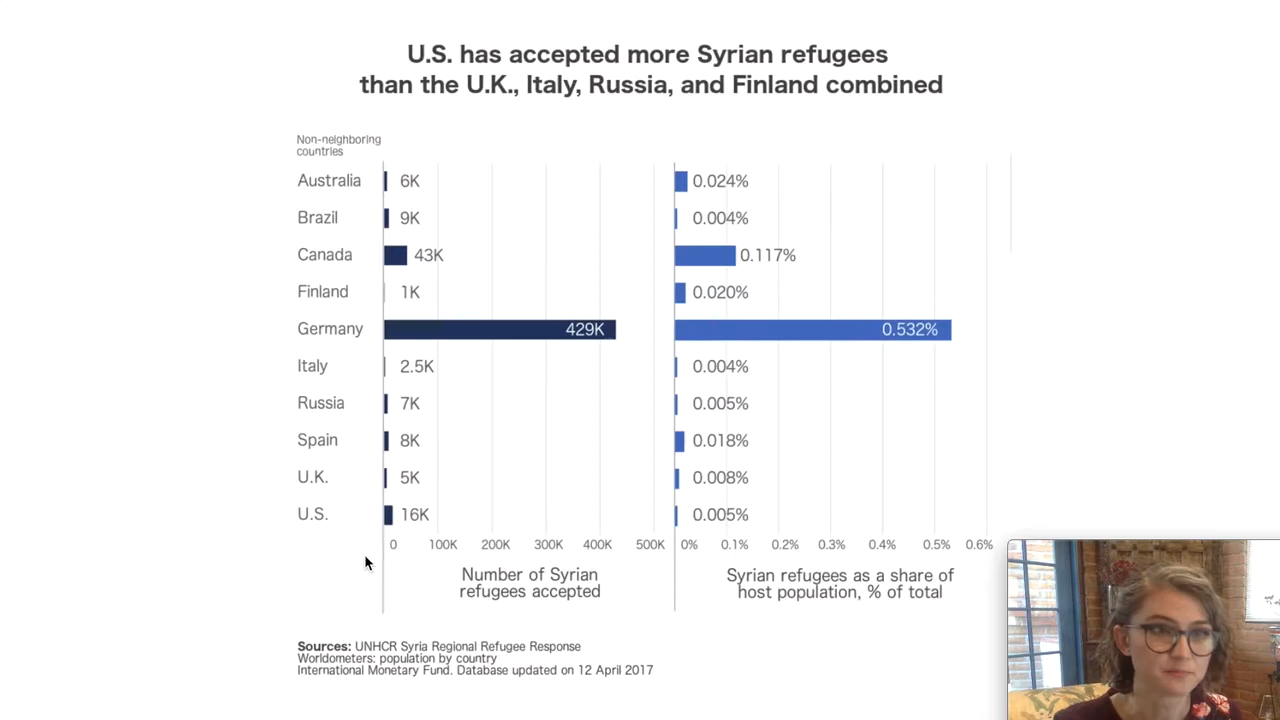 U.S. has accepted more Syrian refugees
than the U.K., Italy, Russia, and Finland combined
Non-neighboring
countries
Australia 6K 0.024%
Brazil 9K 0.004%
Canada 43K 0.117%
Finland 1K 0.020%
Germany 429K 0.532%
Italy 2.5K 0.004%
Russia 7K 0.005%
Spain 8K 0.018%
U.K. 5K 0.008%
U.S. 16K 0.005%
0 100K 200K 300K 400K 500K 0% 0.1% 0.2% 0.3% 0.4% 0.5% 0.6%
Number of Syrian
refugees accepted
Syrian refugees as a share of
host population, % of total
Sources: UNHCR Syria Regional Refugee Response
Worldometers: population by country
International Monetary Fund. Database updated on 12 April 2017